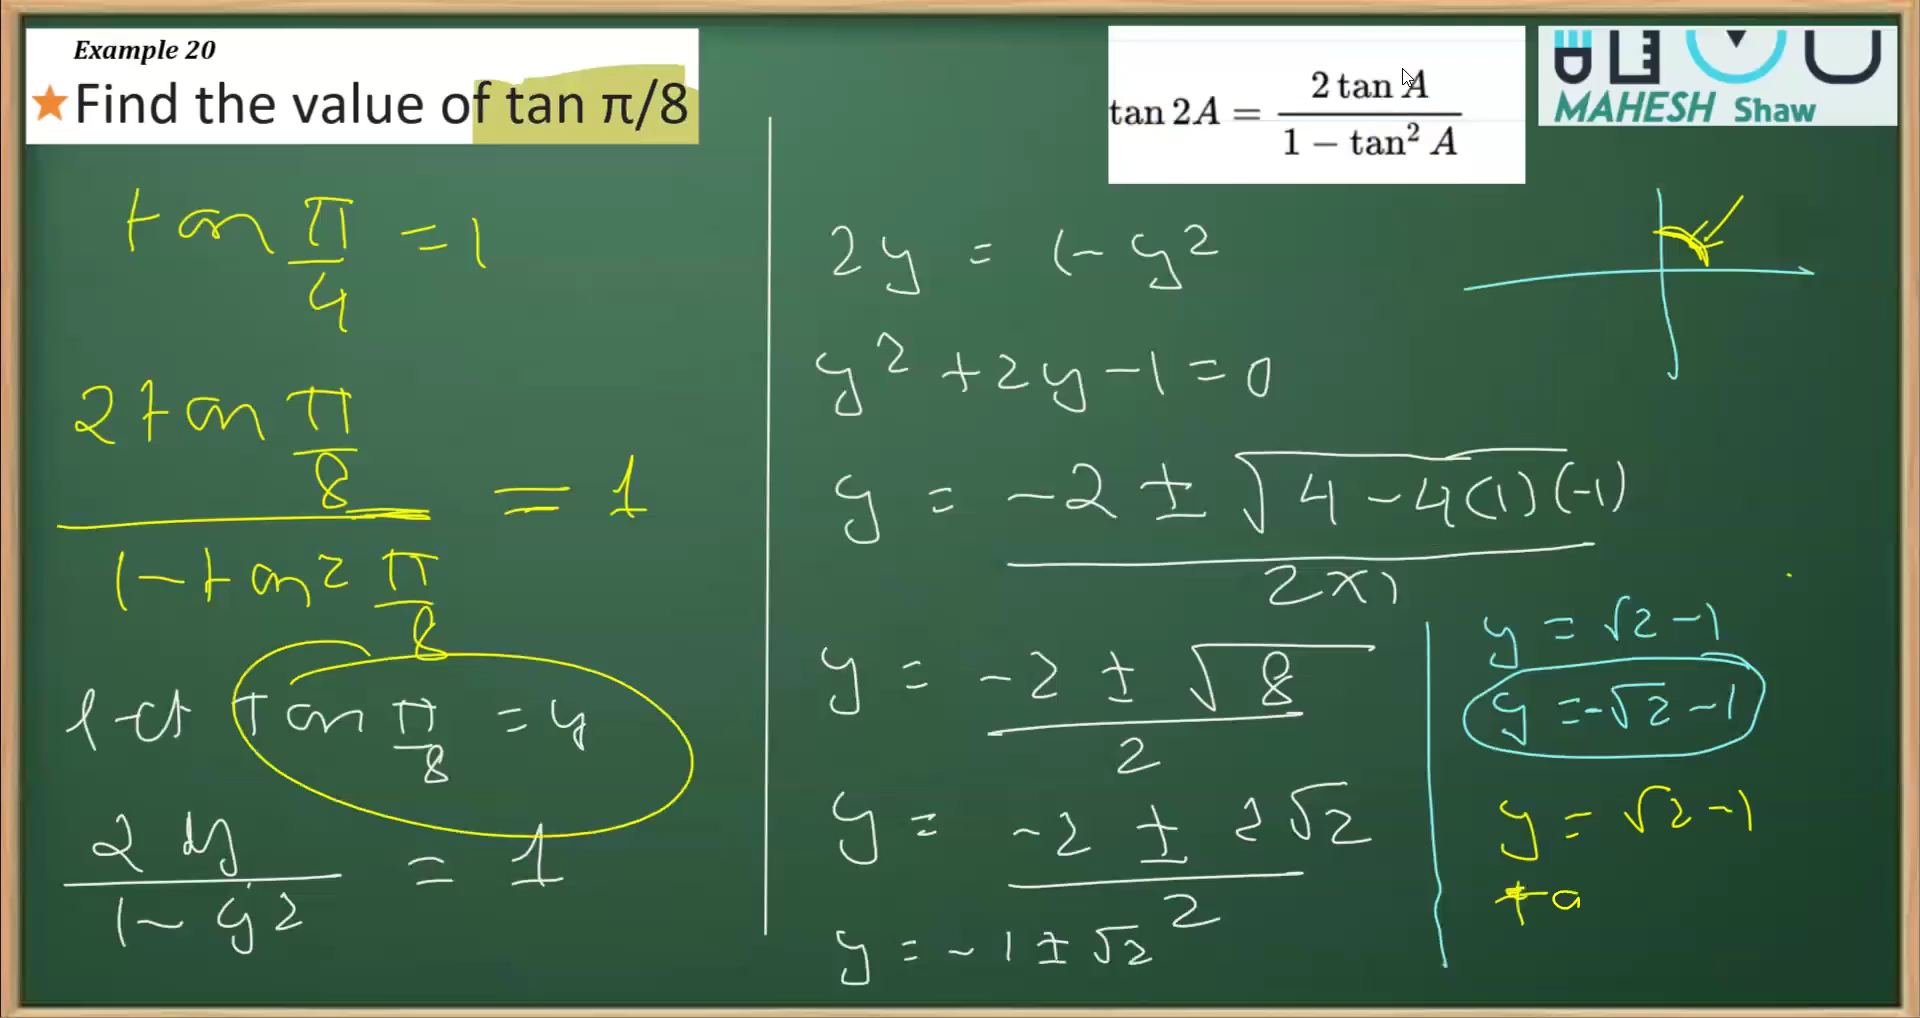 Example 20
★Find the value of tan π/8
tan 2A = 2 tan A / 1 − tan² A
MAHESH Shaw
tan π/4 = 1
2 tan π/8 / 1 - tan² π/8 = 1
let tan π/8 = y
2y / 1 - y² = 1
2y = 1 - y²
y² + 2y - 1 = 0
y = -2 ± √4 - 4(1)(-1) / 2×1
y = -2 ± √8 / 2
y = -2 ± 2√2 / 2
y = -1 ± √2
y = √2 - 1
y = -√2 - 1
y = √2 - 1
ta